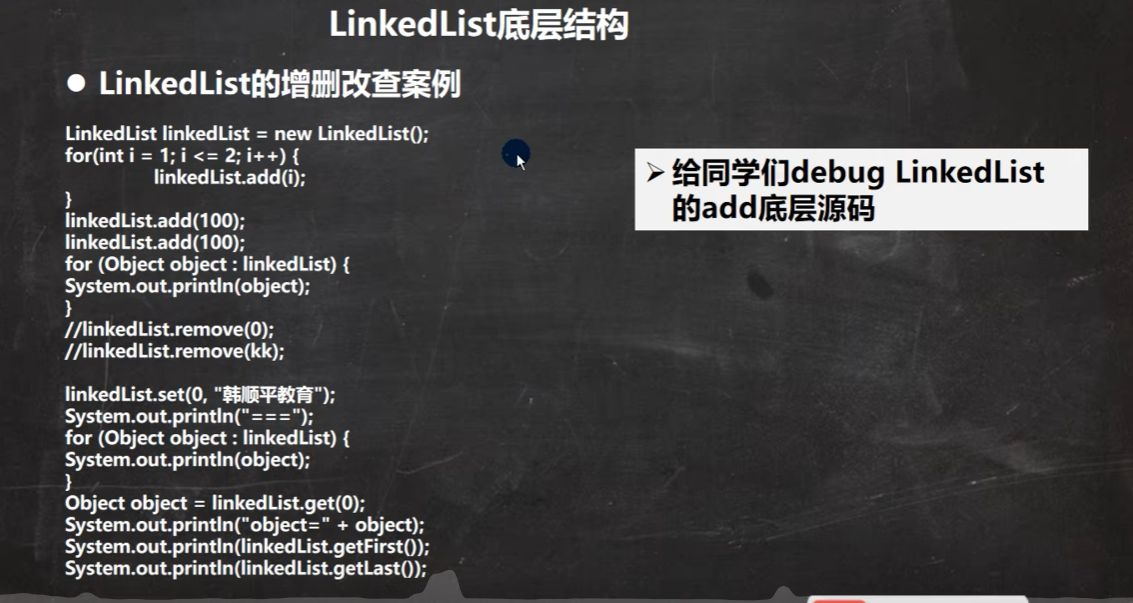 LinkedList底层结构
● LinkedList的增删改查案例
LinkedList linkedList = new LinkedList();
for(int i = 1; i <= 2; i++) {
linkedList.add(i);
}
linkedList.add(100);
linkedList.add(100);
for (Object object : linkedList) {
System.out.println(object);
}
//linkedList.remove(0);
//linkedList.remove(kk);
linkedList.set(0, "韩顺平教育");
System.out.println("===");
for (Object object : linkedList) {
System.out.println(object);
}
Object object = linkedList.get(0);
System.out.println("object=" + object);
System.out.println(linkedList.getFirst());
System.out.println(linkedList.getLast());
➢ 给同学们debug LinkedList
的add底层源码